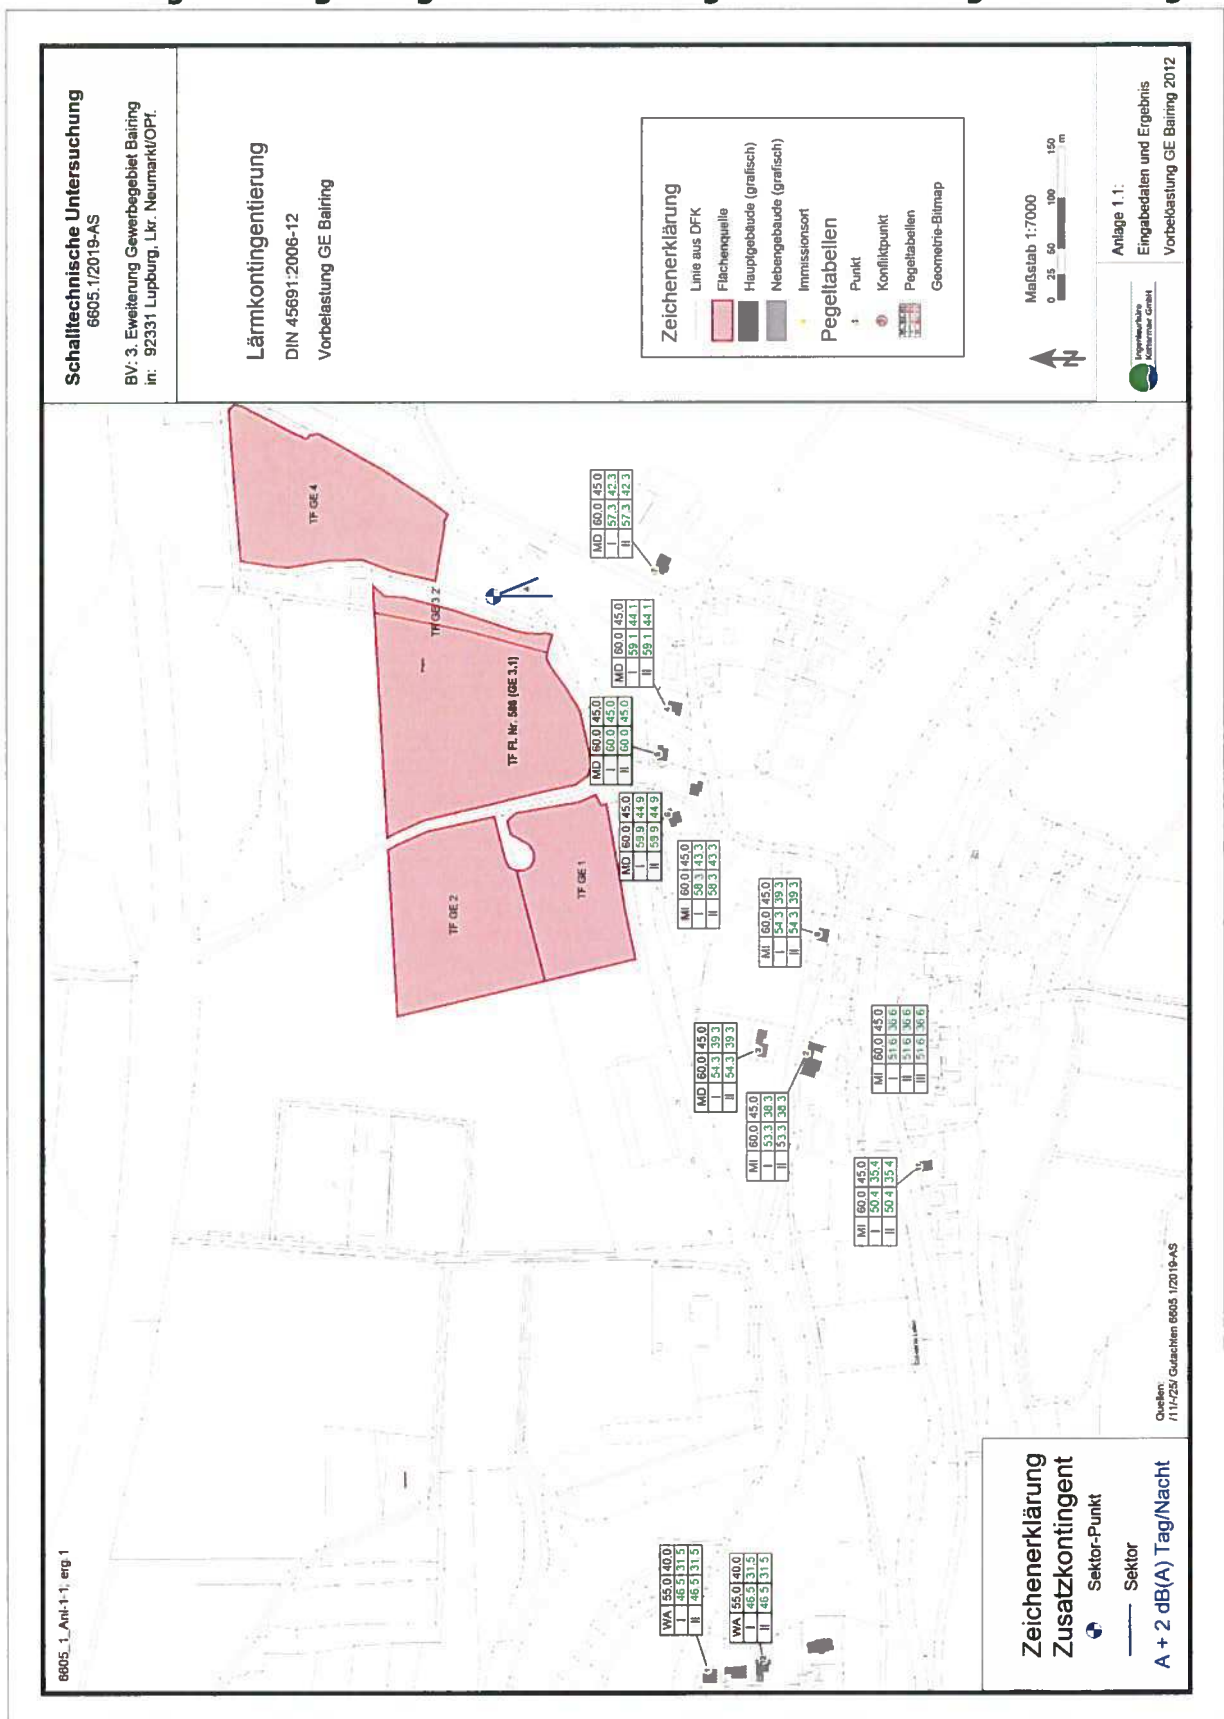 6605_1_Anl-1-1; erg.1
Schalltechnische Untersuchung
6605.1/2019-AS
BV: 3. Eweiterung Gewerbegebiet Bairing
in: 92331 Lupburg, Lkr. Neumarkt/OPf.
Lärmkontingentierung
DIN 45691:2006-12
Vorbelastung GE Bairing
Zeichenerklärung
Linie aus DFK
Flächenquelle
Hauptgebäude (grafisch)
Nebengebäude (grafisch)
Immissionsort
Pegeltabellen
Punkt
Konfliktpunkt
Pegeltabellen
Geometrie-Bitmap
Maßstab 1:7000
0 25 50 100 150
m
N
Ingenieurbüro
Kottermair GmbH
Anlage 1.1:
Eingabedaten und Ergebnis
Vorbelastung GE Bairing 2012
TF GE 4
TF GE 3.2
TF Fl. Nr. 586 (GE 3.1)
TF GE 2
TF GE 1
A
MD 60,0 45,0
I 57.3 42.3
II 57.3 42.3
MD 60.0 45.0
I 59.1 44.1
II 59.1 44.1
MD 60.0 45.0
I 60.0 45.0
II 60.0 45.0
MD 60.0 45.0
I 59.9 44.9
II 59.9 44.9
MI 60.0 45.0
I 58.3 43.3
II 58.3 43.3
MI 60.0 45.0
I 54.3 39.3
II 54.3 39.3
MD 60.0 45.0
I 54.3 39.3
II 54.3 39.3
MI 60.0 45.0
I 53.3 38.3
II 53.3 38.3
MI 60.0 45.0
I 51.6 36.6
II 51.6 36.6
III 51.6 36.6
MI 60.0 45.0
I 50.4 35.4
II 50.4 35.4
WA 55,0 40,0
I 46.5 31.5
II 46.5 31.5
WA 55,0 40,0
I 46.5 31.5
II 46.5 31.5
Zeichenerklärung
Zusatzkontingent
Sektor-Punkt
Sektor
A + 2 dB(A) Tag/Nacht
Quellen:
/11/-/25/ Gutachten 6605.1/2019-AS